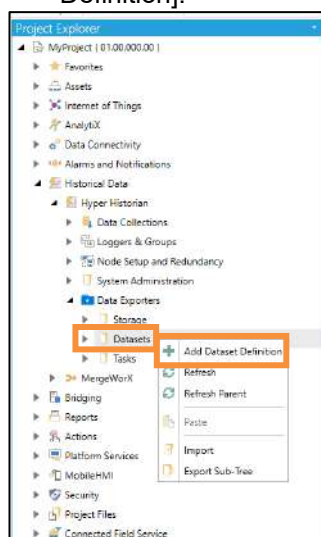 Definition].
Project Explorer
MyProject ( 01.00.000.00 )
Favorites
Assets
Internet of Things
AnalytiX
Data Connectivity
Alarms and Notifications
Historical Data
Hyper Historian
Data Collections
Loggers & Groups
Node Setup and Redundancy
System Administration
Data Exporters
Storage
Datasets
Add Dataset Definition
Tasks
Refresh
MergeWorX
Refresh Parent
Bridging
Reports
Paste
Actions
Platform Services
Import
MobileHMI
Export Sub-Tree
Security
Project Files
Connected Field Service